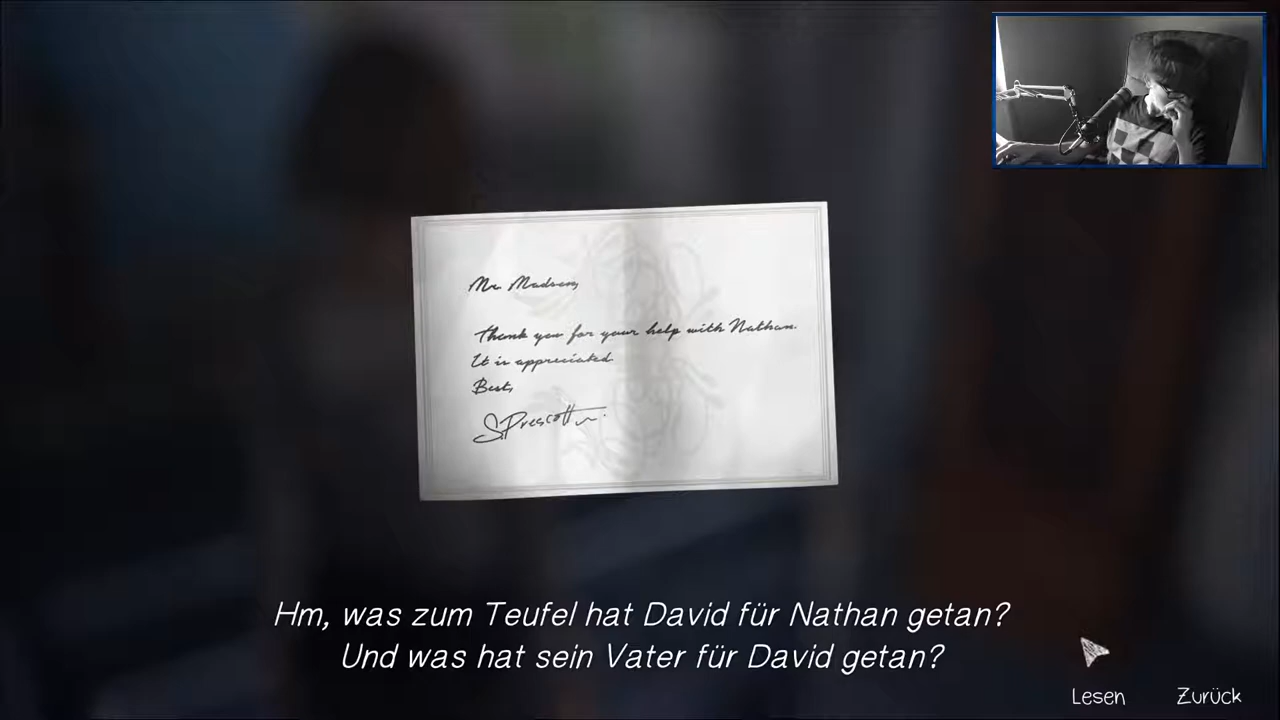 Mr. Madsen,
Thank you for your help with Nathan.
It is appreciated.
Best,
S. Prescott
Hm, was zum Teufel hat David für Nathan getan?
Und was hat sein Vater für David getan?
Lesen Zurück